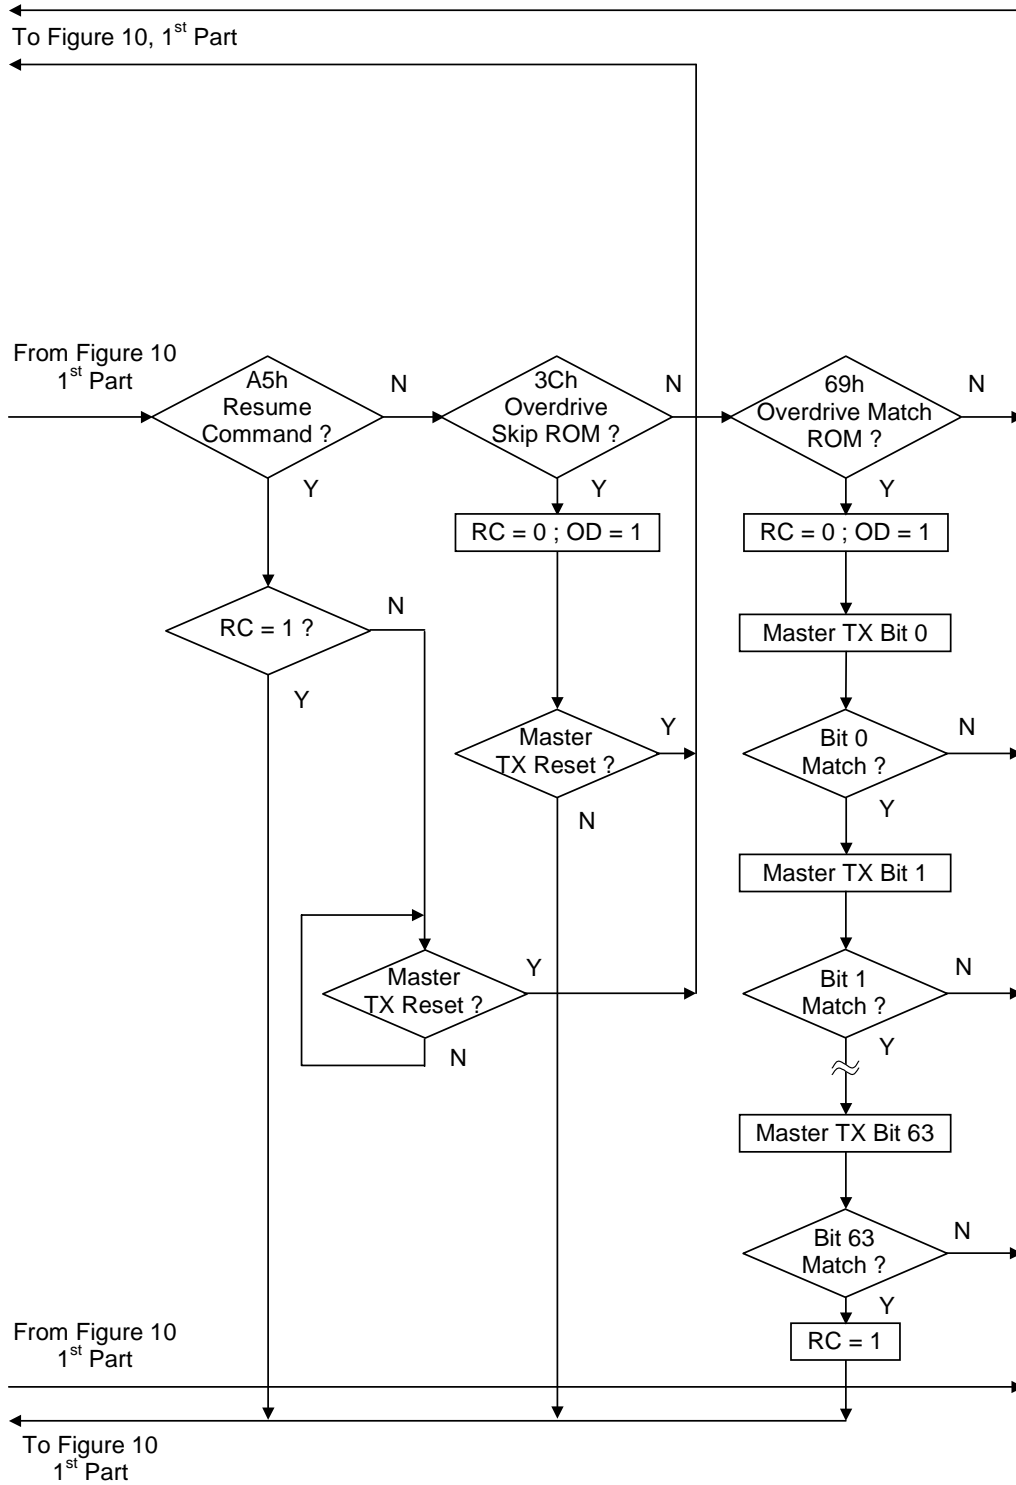 To Figure 10, 1st Part
From Figure 10
1st Part
A5h
Resume
Command ?
N
Y
3Ch
Overdrive
Skip ROM ?
N
Y
69h
Overdrive Match
ROM ?
N
Y
RC = 0 ; OD = 1
RC = 0 ; OD = 1
RC = 1 ?
N
Y
Master TX Bit 0
Master
TX Reset ?
Y
N
Bit 0
Match ?
N
Y
Master TX Bit 1
Master
TX Reset ?
Y
N
Bit 1
Match ?
N
Y
Master TX Bit 63
Bit 63
Match ?
N
Y
RC = 1
From Figure 10
1st Part
To Figure 10
1st Part